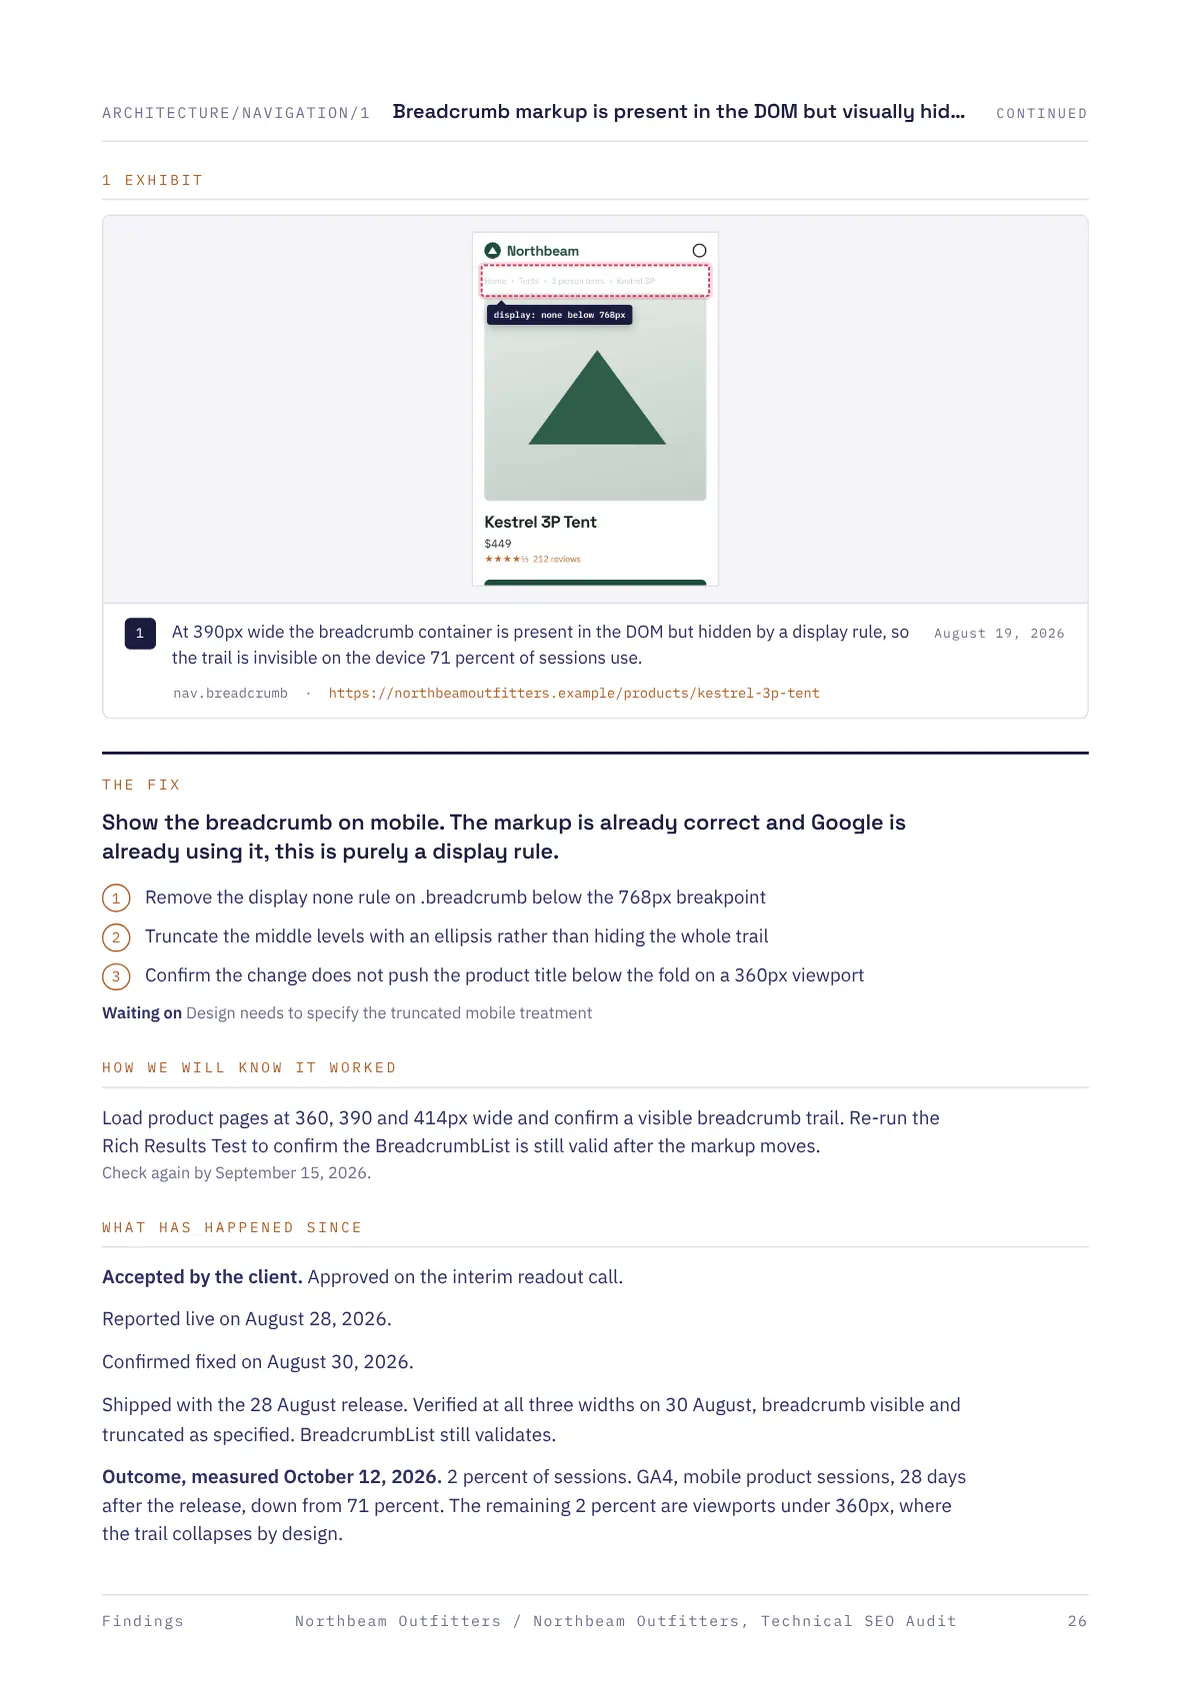 ARCHITECTURE/NAVIGATION/1 Breadcrumb markup is present in the DOM but visually hid... CONTINUED
1 EXHIBIT
Northbeam
Home › Tents › 3 person tents › Kestrel 3P
display: none below 768px
Kestrel 3P Tent
$449
★★★★½ 212 reviews
1 At 390px wide the breadcrumb container is present in the DOM but hidden by a display rule, so August 19, 2026
the trail is invisible on the device 71 percent of sessions use.
nav.breadcrumb · https://northbeamoutfitters.example/products/kestrel-3p-tent
THE FIX
Show the breadcrumb on mobile. The markup is already correct and Google is
already using it, this is purely a display rule.
1 Remove the display none rule on .breadcrumb below the 768px breakpoint
2 Truncate the middle levels with an ellipsis rather than hiding the whole trail
3 Confirm the change does not push the product title below the fold on a 360px viewport
Waiting on Design needs to specify the truncated mobile treatment
HOW WE WILL KNOW IT WORKED
Load product pages at 360, 390 and 414px wide and confirm a visible breadcrumb trail. Re-run the
Rich Results Test to confirm the BreadcrumbList is still valid after the markup moves.
Check again by September 15, 2026.
WHAT HAS HAPPENED SINCE
Accepted by the client. Approved on the interim readout call.
Reported live on August 28, 2026.
Confirmed fixed on August 30, 2026.
Shipped with the 28 August release. Verified at all three widths on 30 August, breadcrumb visible and
truncated as specified. BreadcrumbList still validates.
Outcome, measured October 12, 2026. 2 percent of sessions. GA4, mobile product sessions, 28 days
after the release, down from 71 percent. The remaining 2 percent are viewports under 360px, where
the trail collapses by design.
Findings Northbeam Outfitters / Northbeam Outfitters, Technical SEO Audit 26